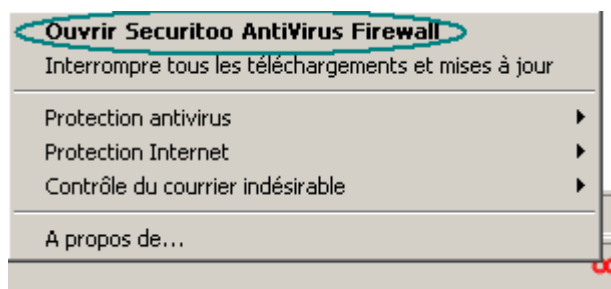 Ouvrir Securitoo AntiVirus Firewall
Interrompre tous les téléchargements et mises à jour
Protection antivirus
Protection Internet
Contrôle du courrier indésirable
A propos de...